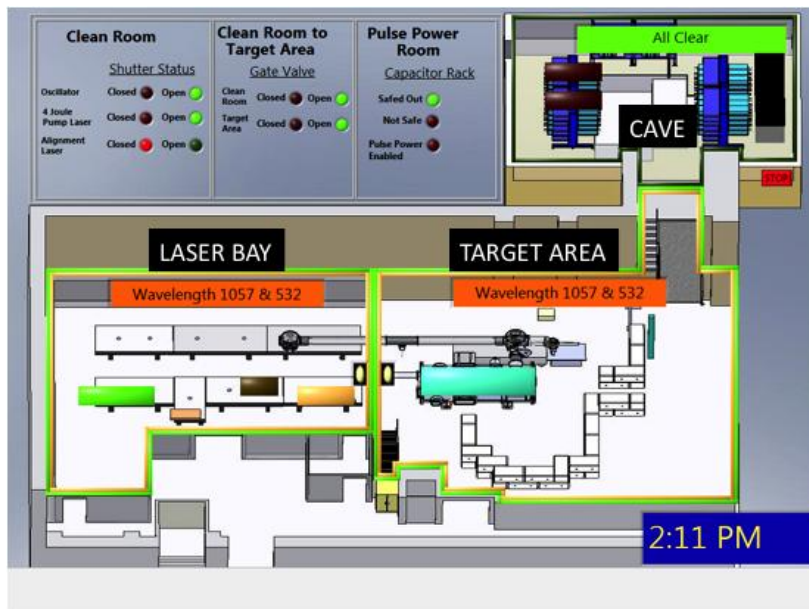 Clean Room
Shutter Status
Oscillator Closed Open
4 Joule
Pump Laser Closed Open
Alignment
Laser Closed Open
Clean Room to
Target Area
Gate Valve
Clean
Room Closed Open
Target
Area Closed Open
Pulse Power
Room
Capacitor Rack
Safed Out
Not Safe
Pulse Power
Enabled
All Clear
CAVE
STOP
LASER BAY
TARGET AREA
Wavelength 1057 & 532
Wavelength 1057 & 532
2:11 PM